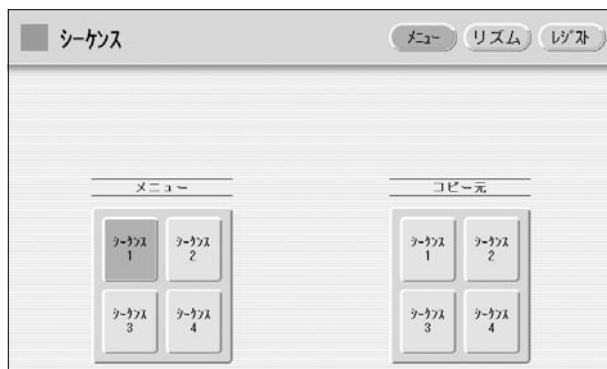 シーケンス
メニュー リズム レジスト
メニュー
シーケンス 1
シーケンス 2
シーケンス 3
シーケンス 4
コピー元
シーケンス 1
シーケンス 2
シーケンス 3
シーケンス 4